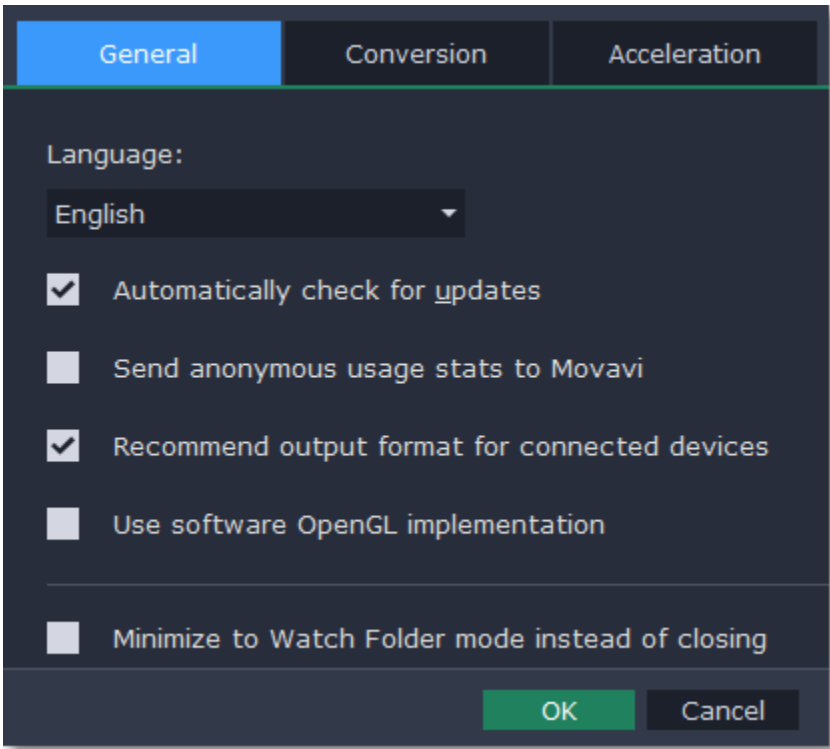 General Conversion Acceleration
Language:
English
Automatically check for updates
Send anonymous usage stats to Movavi
Recommend output format for connected devices
Use software OpenGL implementation
Minimize to Watch Folder mode instead of closing
OK Cancel